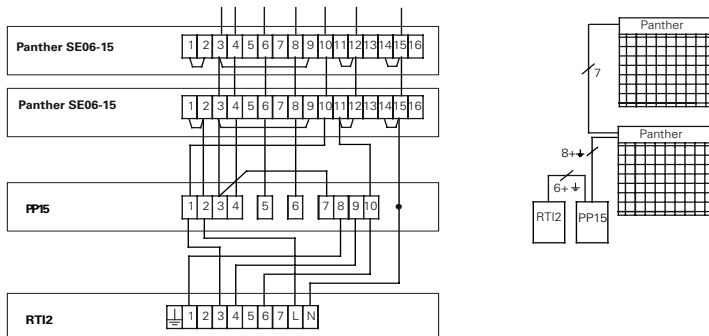 Panther SE06-15
1 2 3 4 5 6 7 8 9 10 11 12 13 14 15 16
Panther SE06-15
1 2 3 4 5 6 7 8 9 10 11 12 13 14 15 16
PP15
1 2 3 4 5 6 7 8 9 10
RTI2
1 2 3 4 5 6 7 L N
Panther
7
Panther
8+
6+
RTI2 PP15